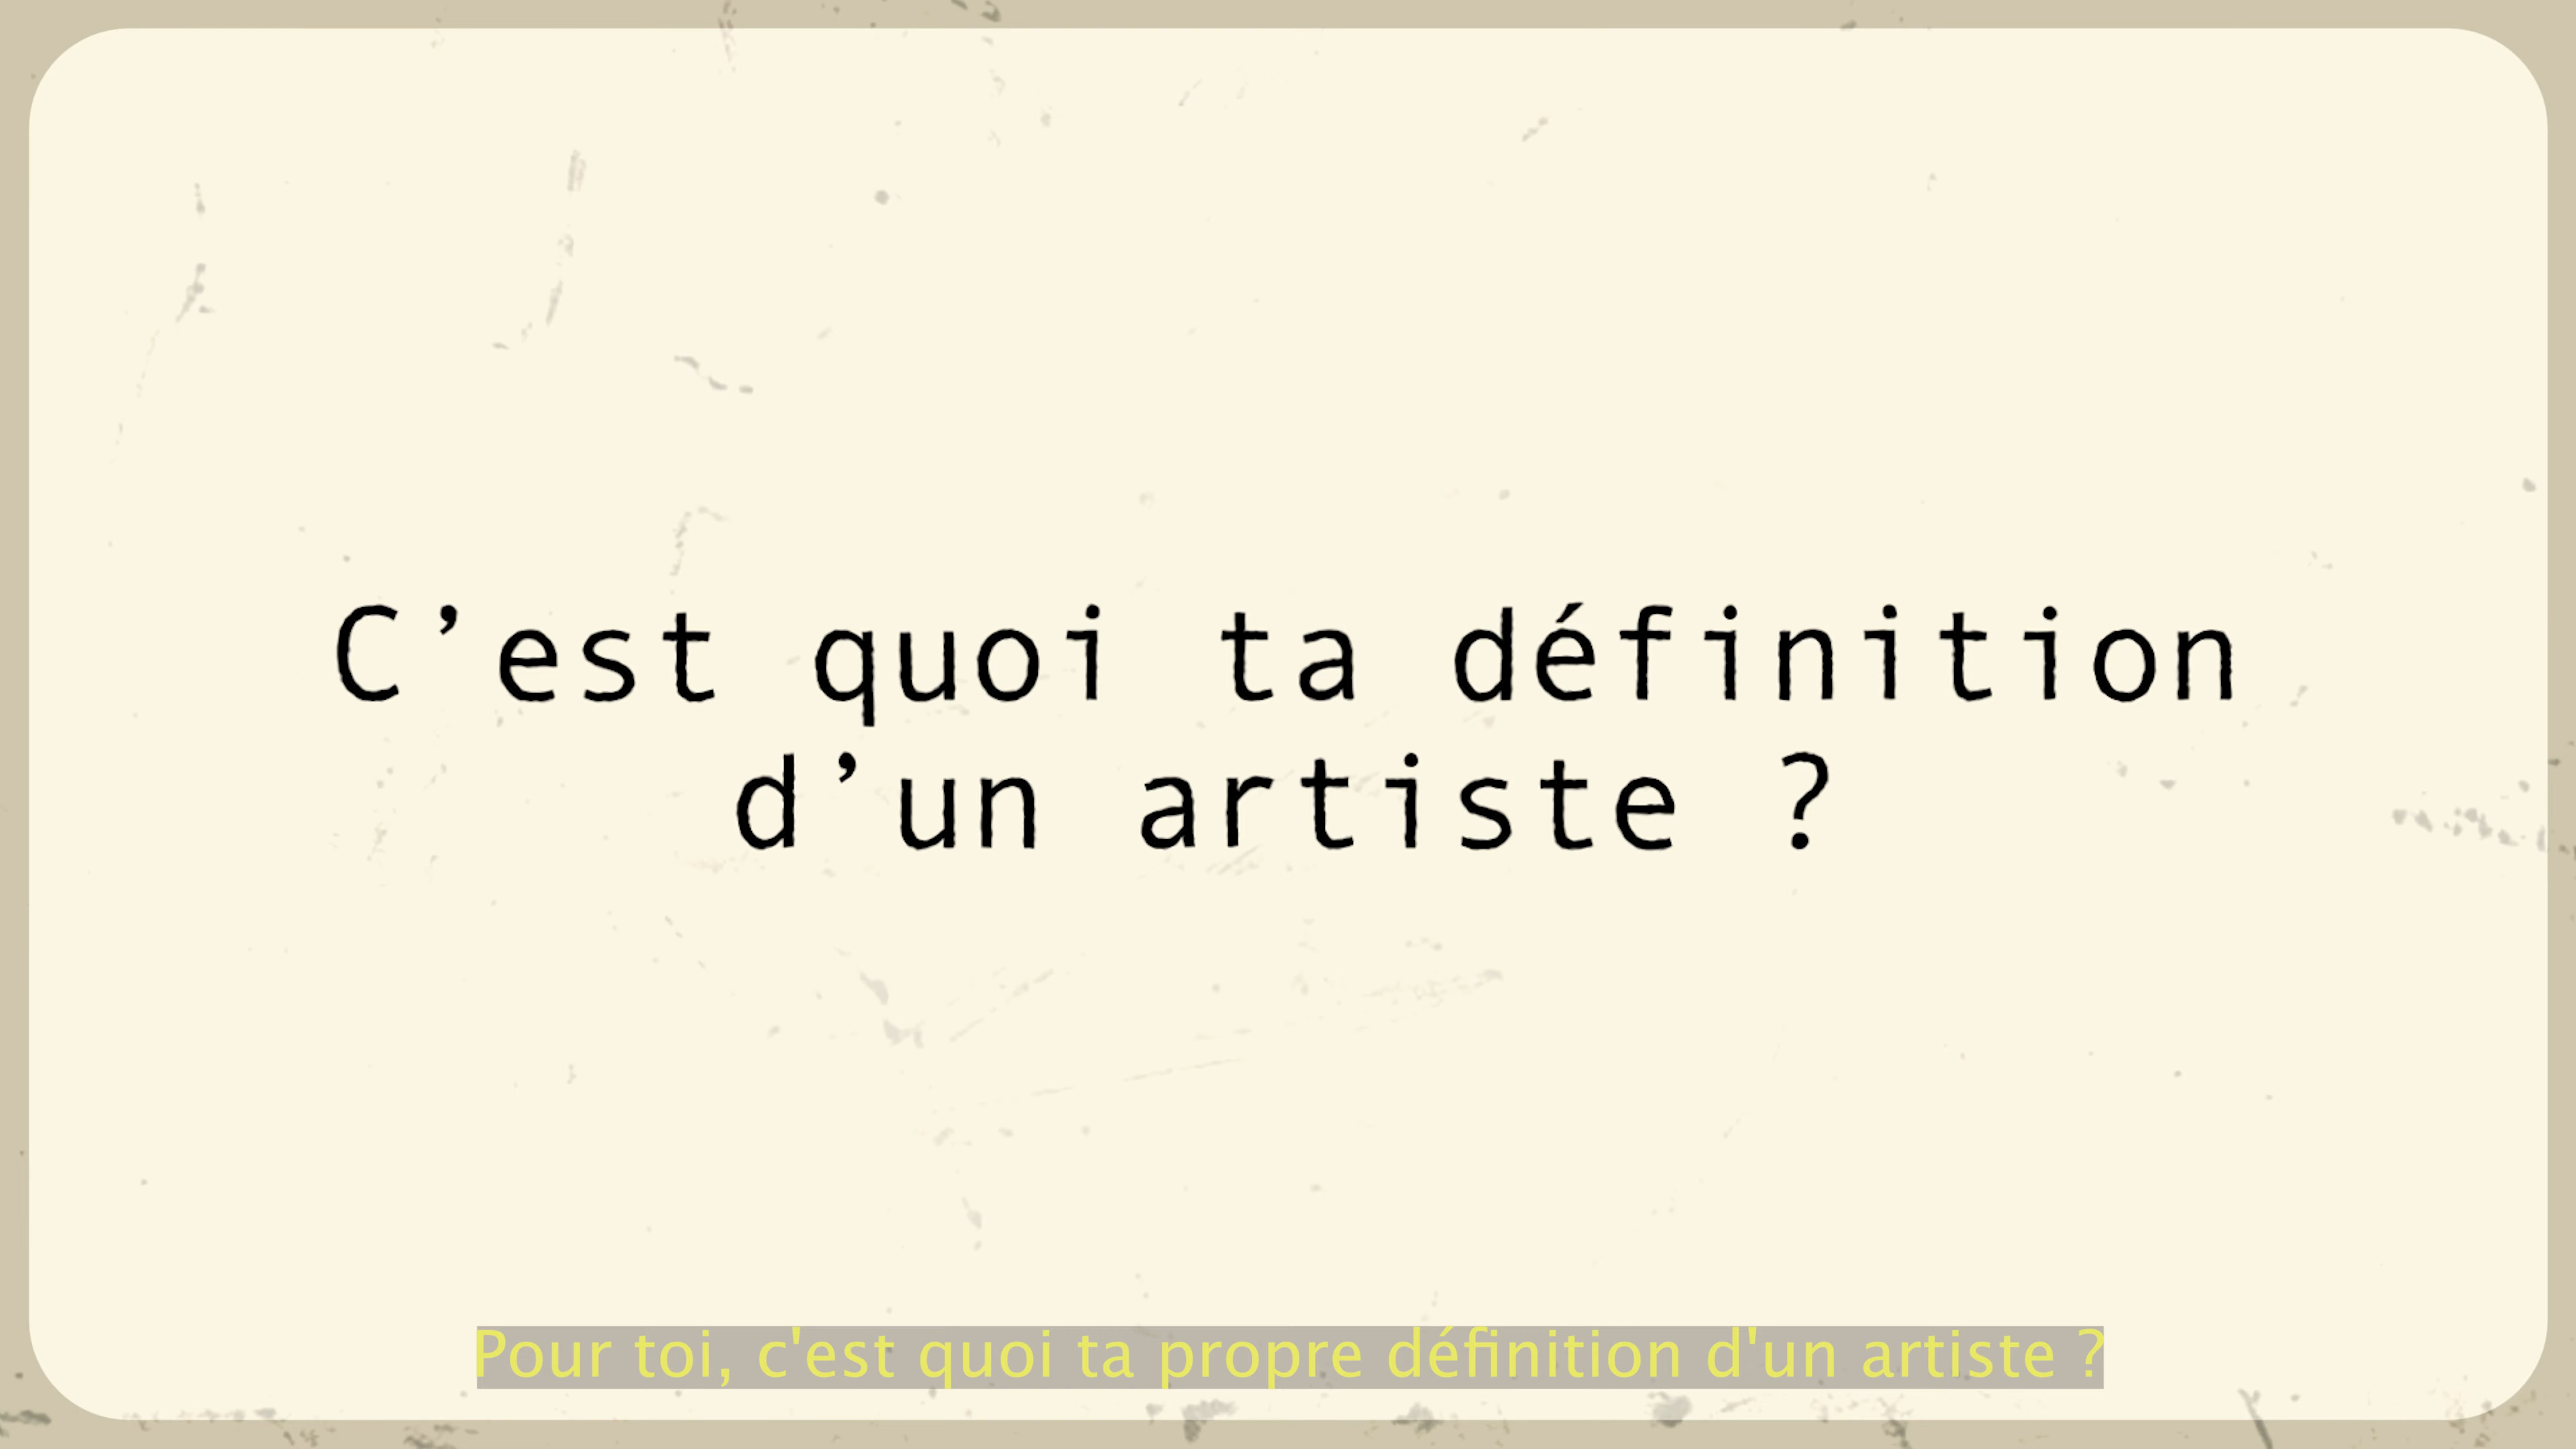 C’est quoi ta définition
d’un artiste ?
Pour toi, c'est quoi ta propre définition d'un artiste ?